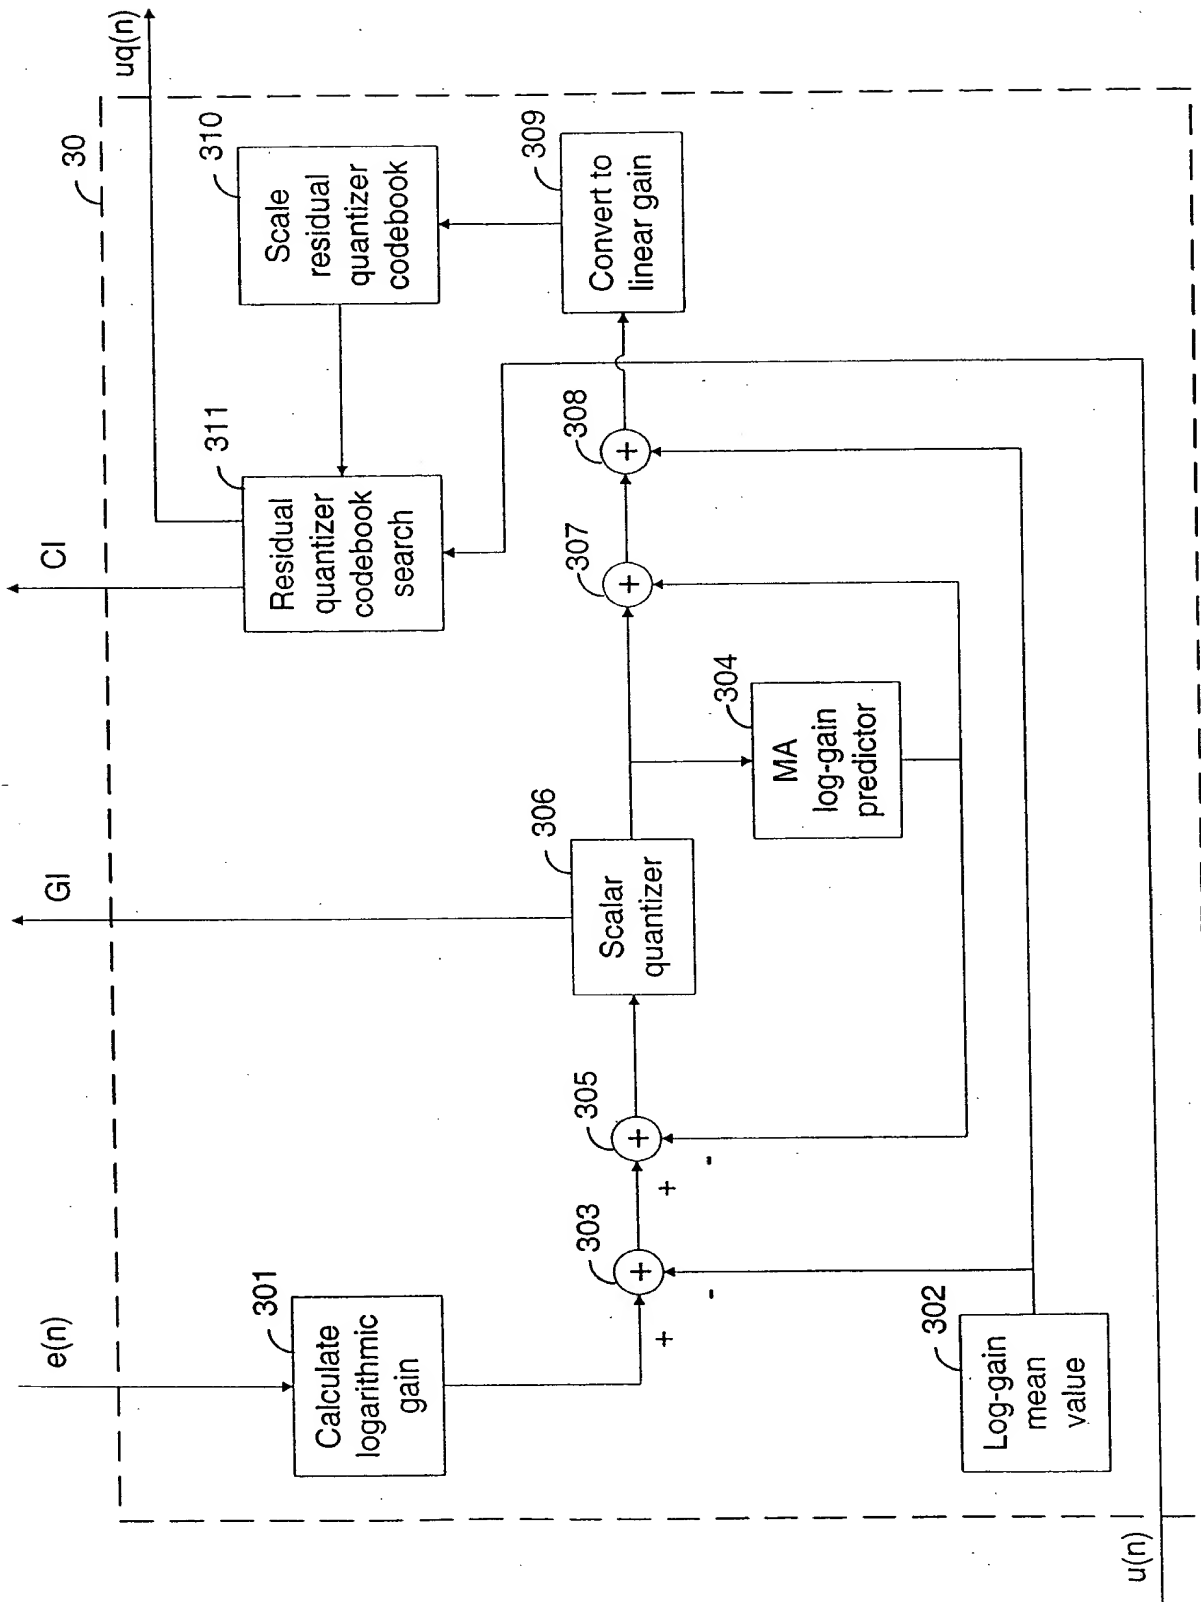 30
uq(n)
CI
GI
e(n)
311
310
Residual
quantizer
codebook
search
Scale
residual
quantizer
codebook
301
Calculate
logarithmic
gain
303
+
+
-
305
+
+
-
306
Scalar
quantizer
307
+
308
+
309
Convert to
linear gain
304
MA
log-gain
predictor
302
Log-gain
mean
value
u(n)